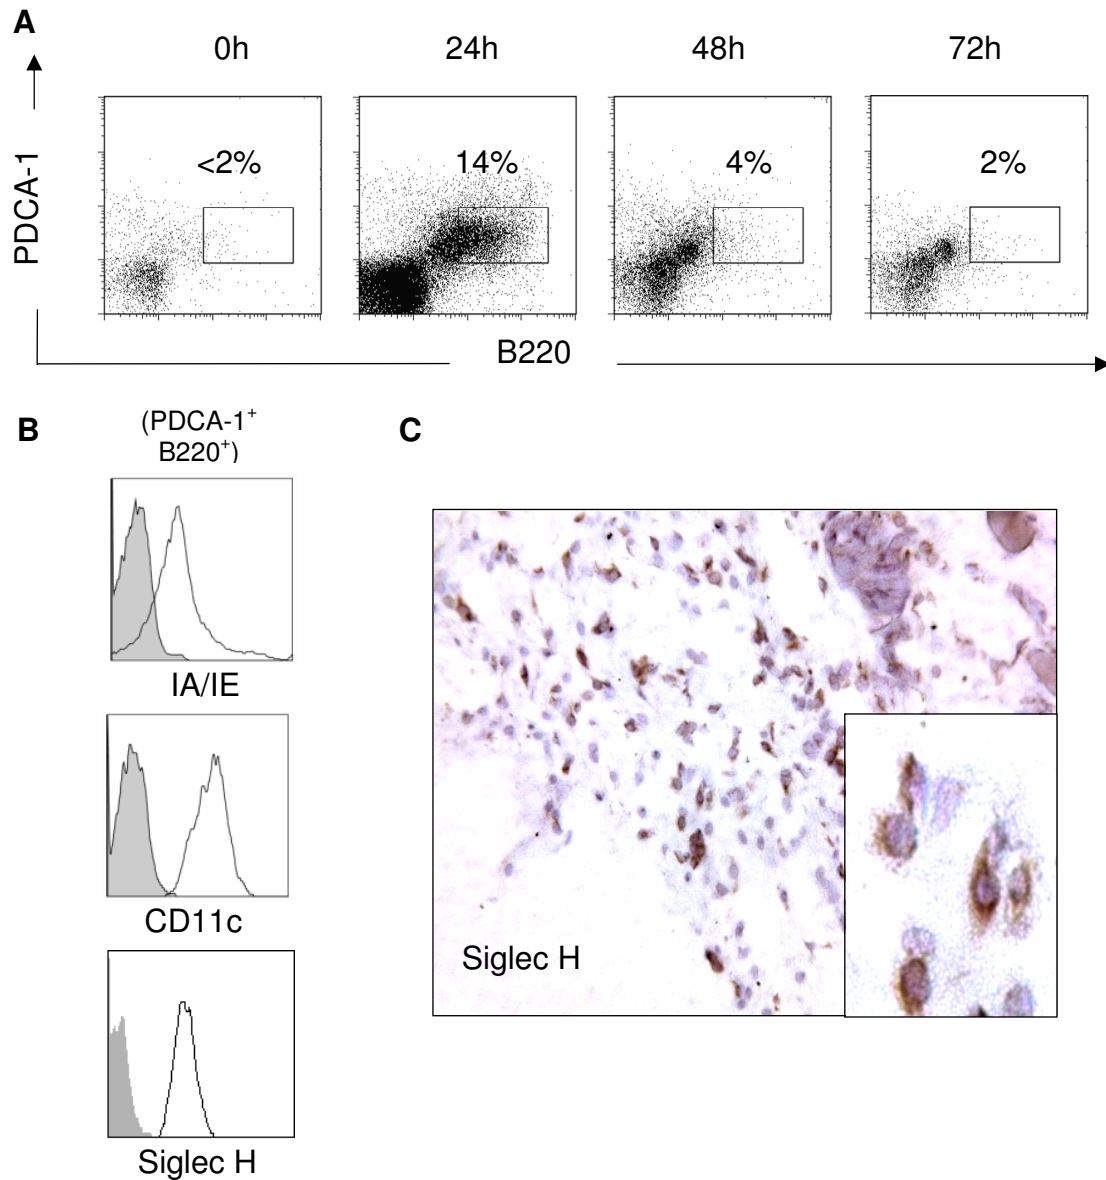 A
0h 24h 48h 72h
<2% 14% 4% 2%
PDCA-1
B220
B
(PDCA-1+
B220+)
IA/IE
CD11c
Siglec H
C
Siglec H